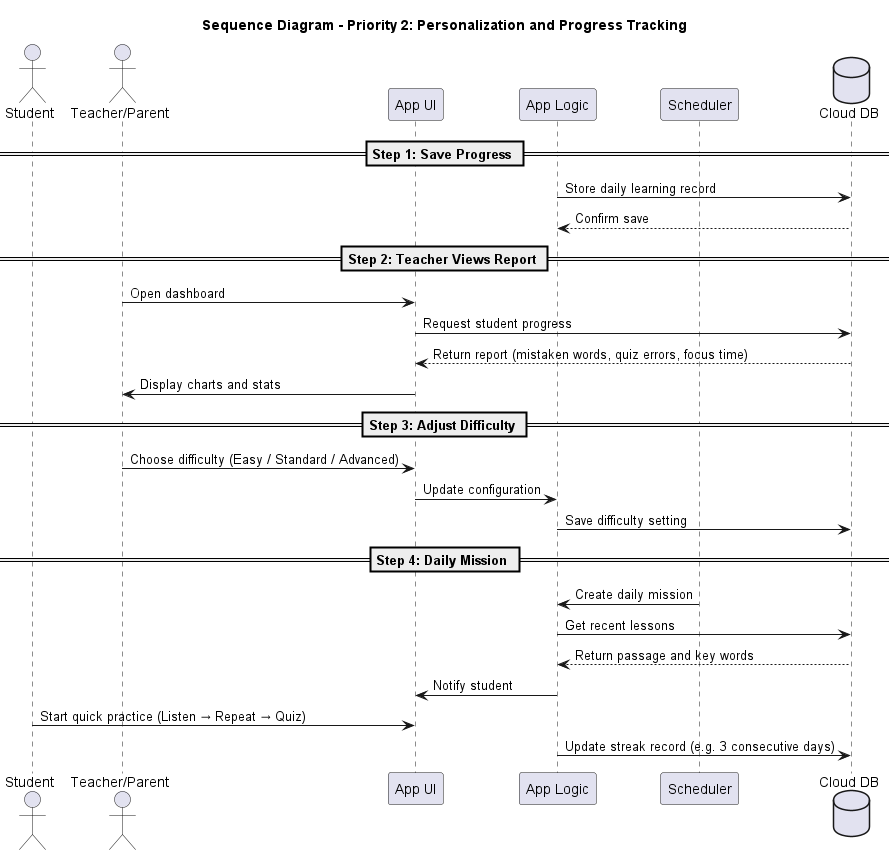 Sequence Diagram - Priority 2: Personalization and Progress Tracking
Student
Teacher/Parent
App UI
App Logic
Scheduler
Cloud DB
Step 1: Save Progress
Store daily learning record
Confirm save
Step 2: Teacher Views Report
Open dashboard
Request student progress
Return report (mistaken words, quiz errors, focus time)
Display charts and stats
Step 3: Adjust Difficulty
Choose difficulty (Easy / Standard / Advanced)
Update configuration
Save difficulty setting
Step 4: Daily Mission
Create daily mission
Get recent lessons
Return passage and key words
Notify student
Start quick practice (Listen → Repeat → Quiz)
Update streak record (e.g. 3 consecutive days)
Student
Teacher/Parent
App UI
App Logic
Scheduler
Cloud DB